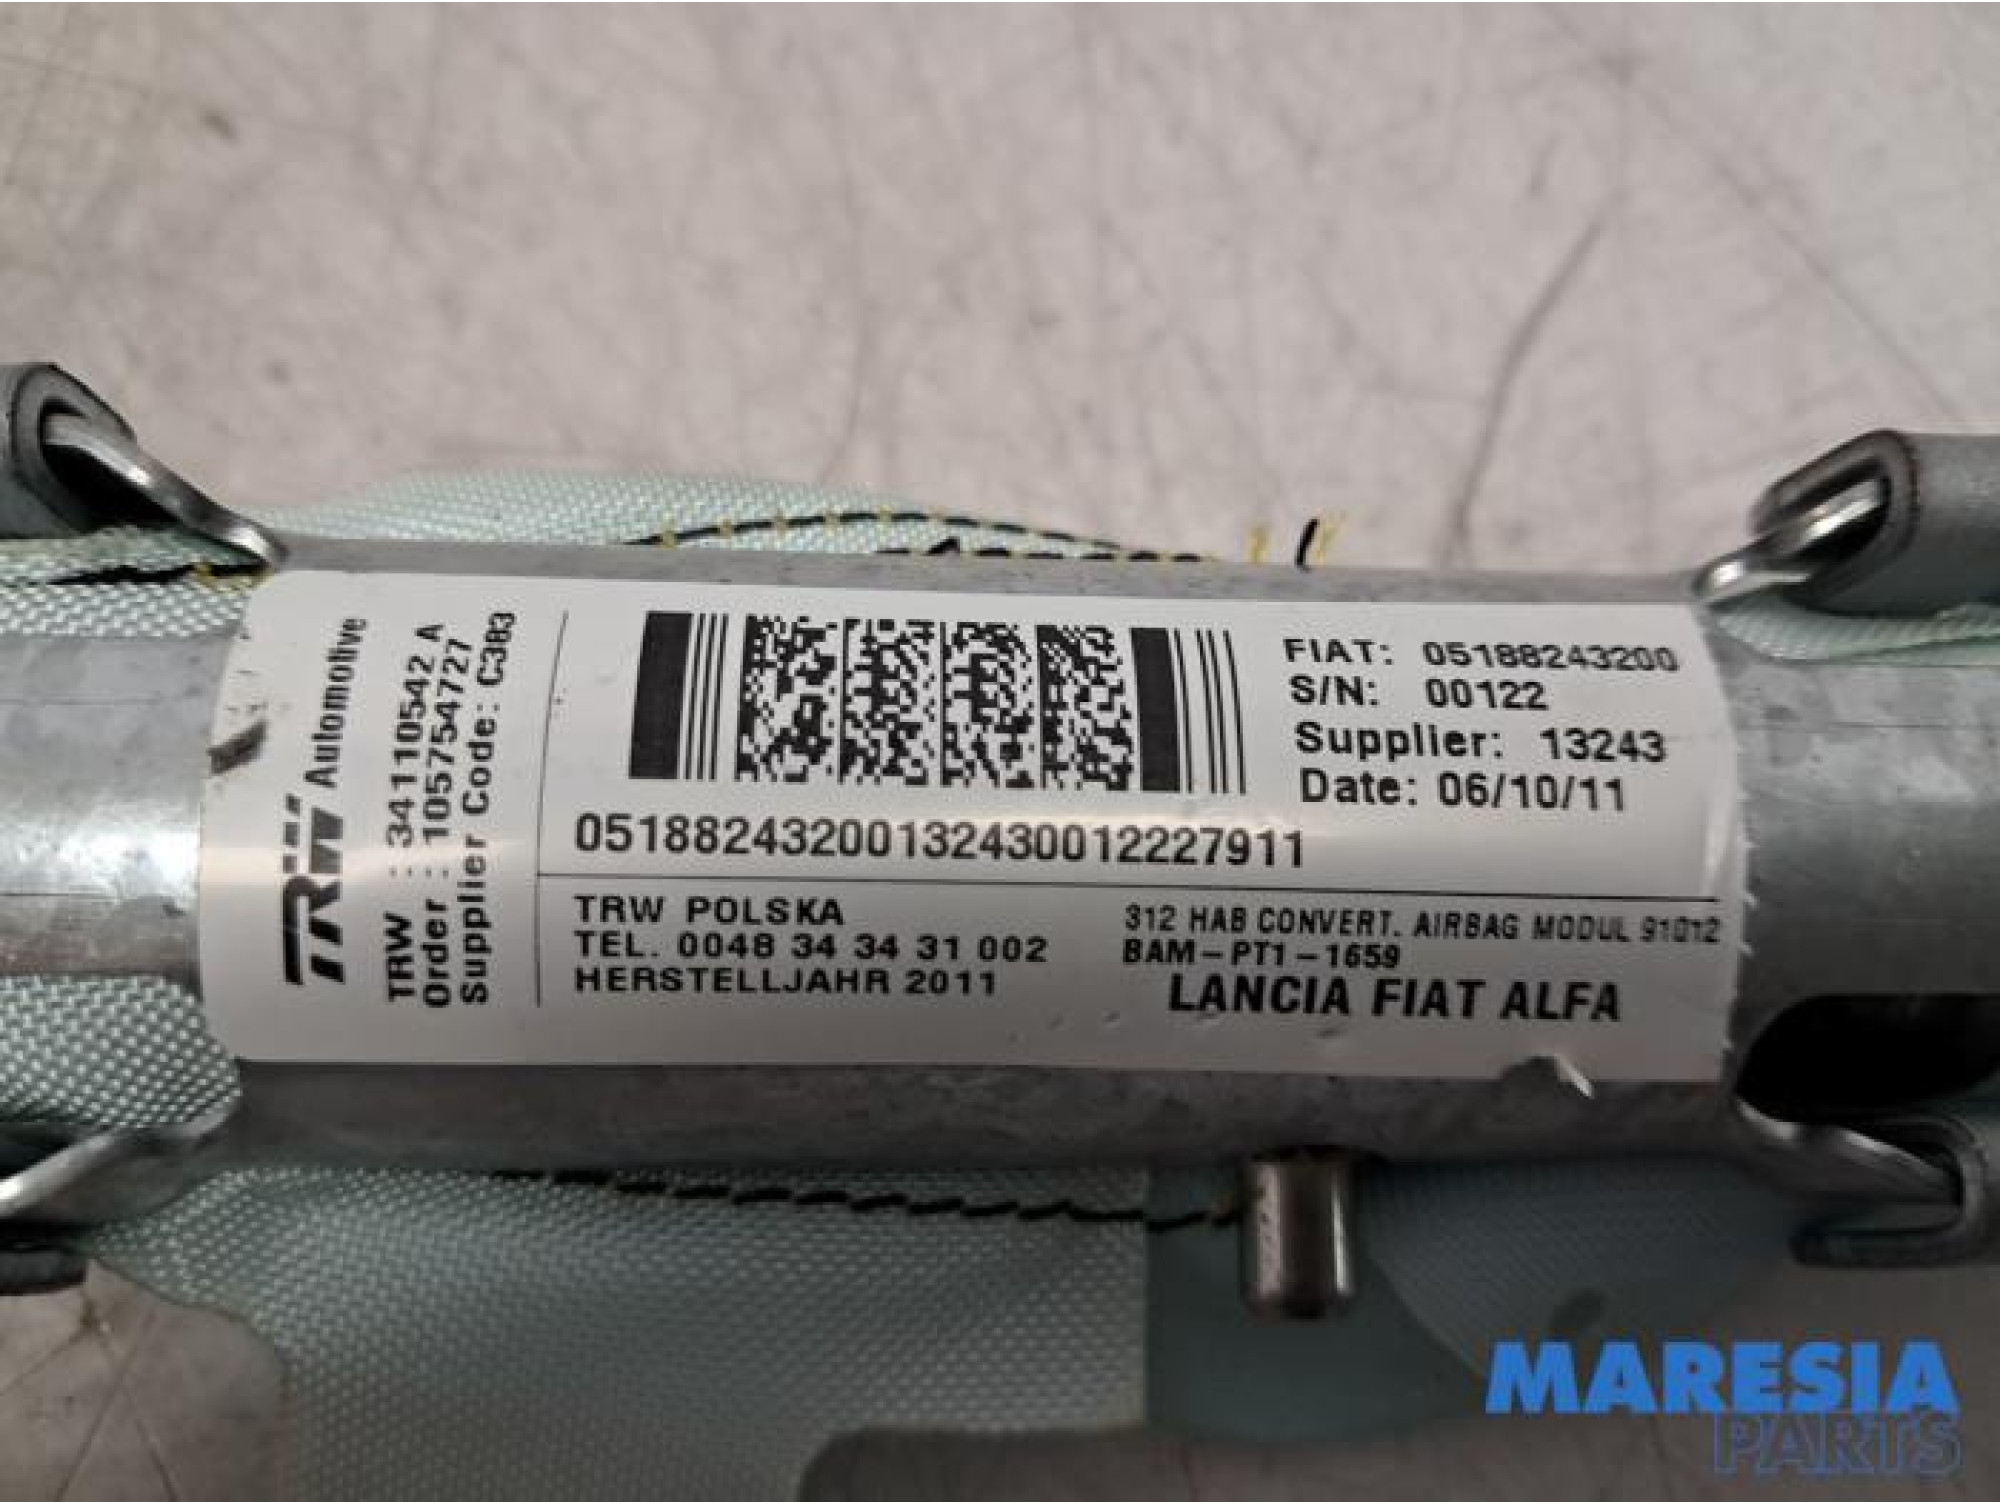 TRW Automotive
TRW : 34110542 A
Order : 1057754727
Supplier Code: C383
FIAT: 05188243200
S/N: 00122
Supplier: 13243
Date: 06/10/11
05188243200132430012227911
TRW POLSKA
TEL. 0048 34 34 31 002
HERSTELLJAHR 2011
312 HAB CONVERT. AIRBAG MODUL 91012
BAM-PT1-1659
LANCIA FIAT ALFA
MARESIA
PARTS